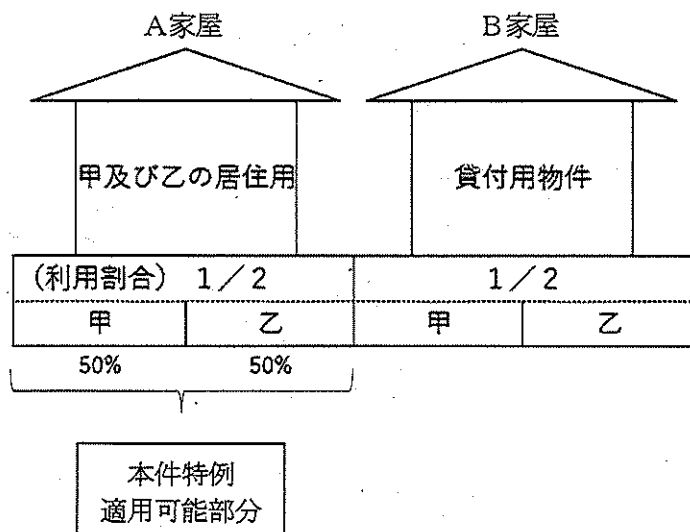 A家屋 B家屋
甲及び乙の居住用 貸付用物件
(利用割合) 1/2 1/2
甲 乙 甲 乙
50% 50%
本件特例
適用可能部分